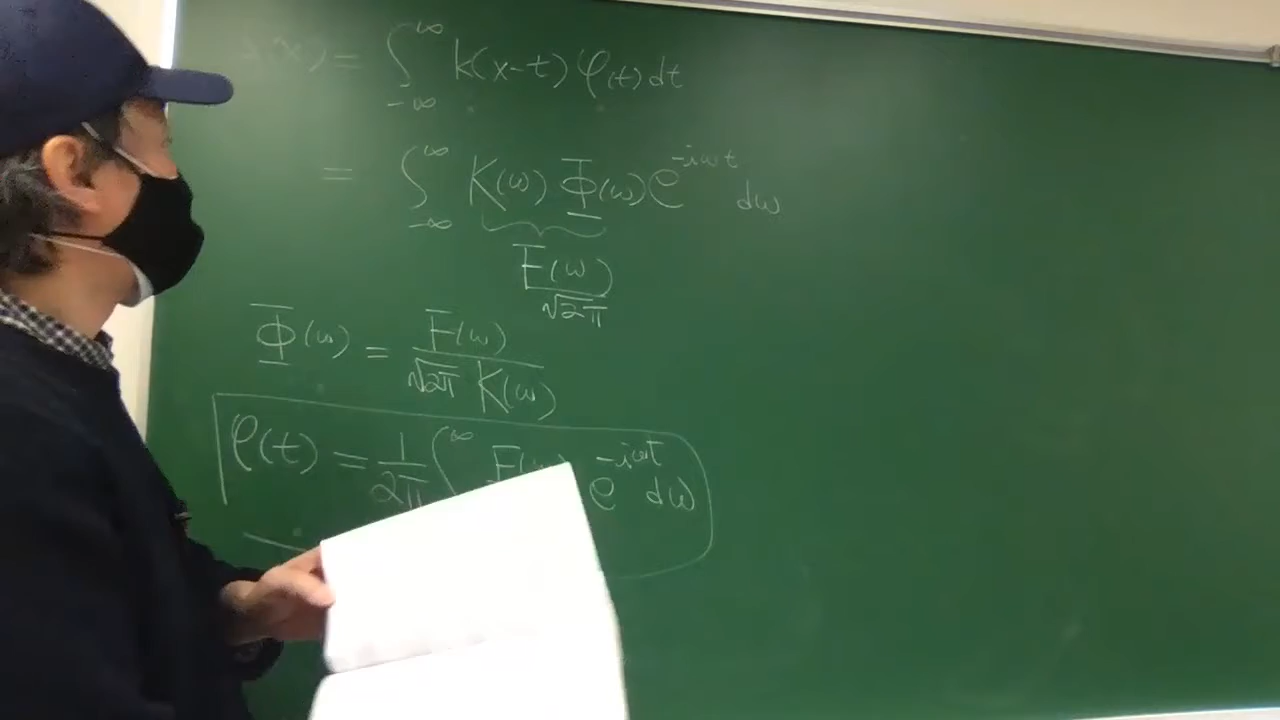 (x) = ∫_{-∞}^{∞} k(x-t) φ(t) dt
= ∫_{-∞}^{∞} K(ω) Φ(ω) e^{-iωt} dω
F(ω) / √2π
Φ(ω) = F(ω) / √2π K(ω)
φ(t) = 1/2π ∫^{∞} F( e^{-iωt} dω